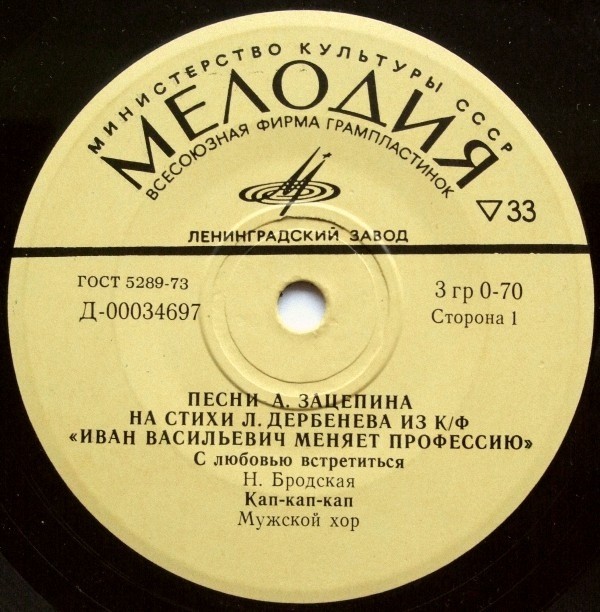 МИНИСТЕРСТВО КУЛЬТУРЫ СССР
МЕЛОДИЯ
ВСЕСОЮЗНАЯ ФИРМА ГРАМПЛАСТИНОК
▽33
ЛЕНИНГРАДСКИЙ ЗАВОД
ГОСТ 5289-73
Д-00034697
3 гр 0-70
Сторона 1
ПЕСНИ А. ЗАЦЕПИНА
НА СТИХИ Л. ДЕРБЕНЕВА ИЗ К/Ф
«ИВАН ВАСИЛЬЕВИЧ МЕНЯЕТ ПРОФЕССИЮ»
С любовью встретиться
Н. Бродская
Кап-кап-кап
Мужской хор